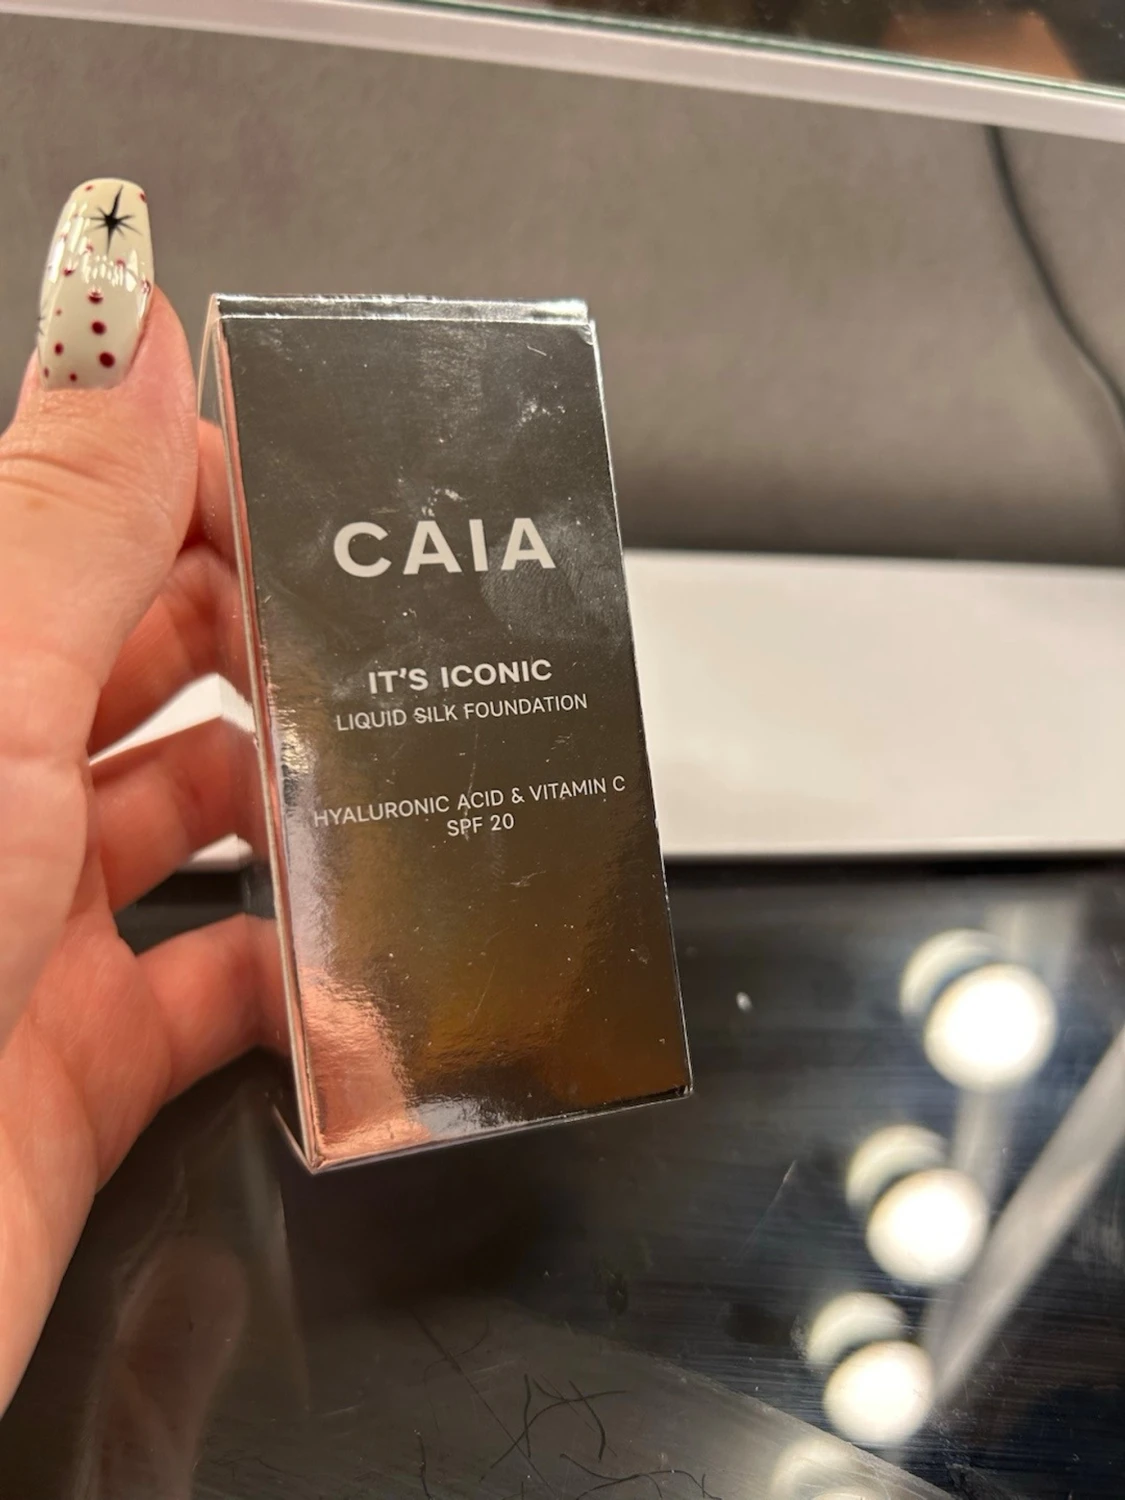 CAIA
IT'S ICONIC
LIQUID SILK FOUNDATION
HYALURONIC ACID & VITAMIN C
SPF 20